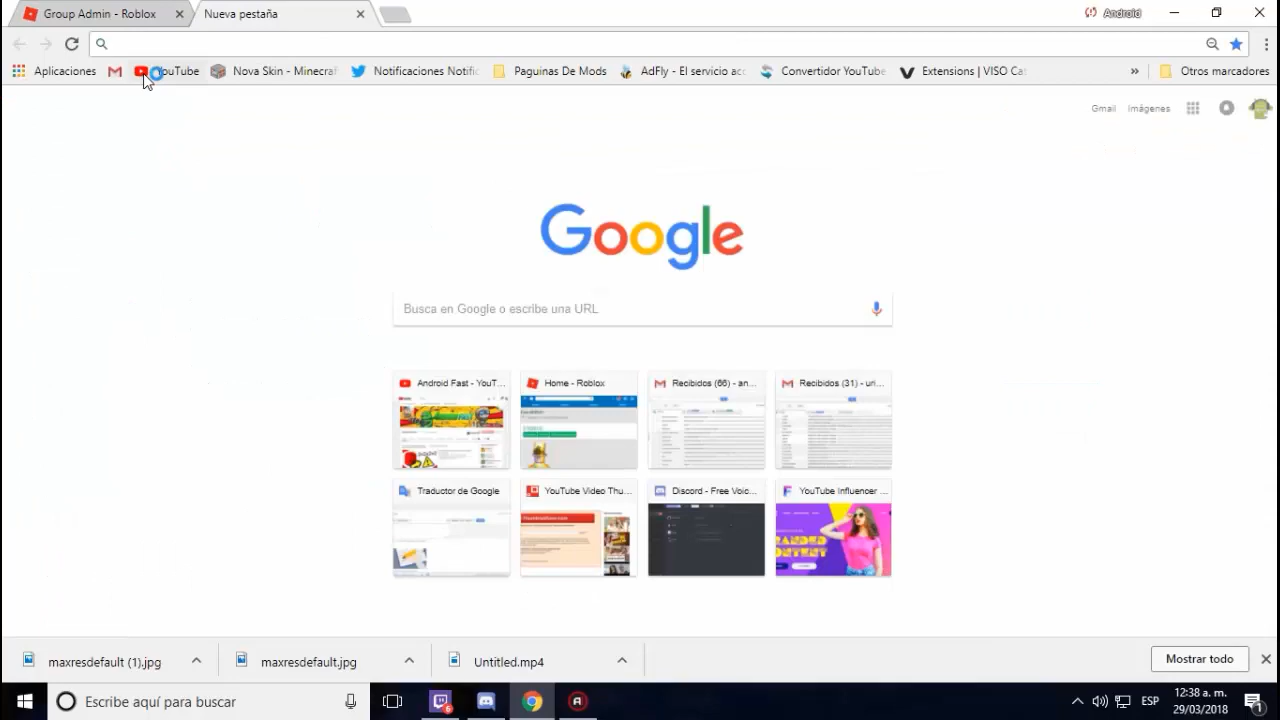 Group Admin - Roblox
Nueva pestaña
Android
Aplicaciones
YouTube
Nova Skin - Minecraf
Notificaciones Notific
Paguinas De Mods
AdFly - El servicio acc
Convertidor YouTube
Extensions | VISO Cat
»
Otros marcadores
Gmail
Imágenes
Google
Busca en Google o escribe una URL
Android Fast - YouT...
Home - Roblox
Recibidos (66) - an...
Recibidos (31) - uri...
Traductor de Google
YouTube Video Thu...
Discord - Free Voic...
YouTube Influencer ...
CONTENT
maxresdefault (1).jpg
maxresdefault.jpg
Untitled.mp4
Mostrar todo
Escribe aquí para buscar
6
ESP
12:38 a. m.
29/03/2018
1